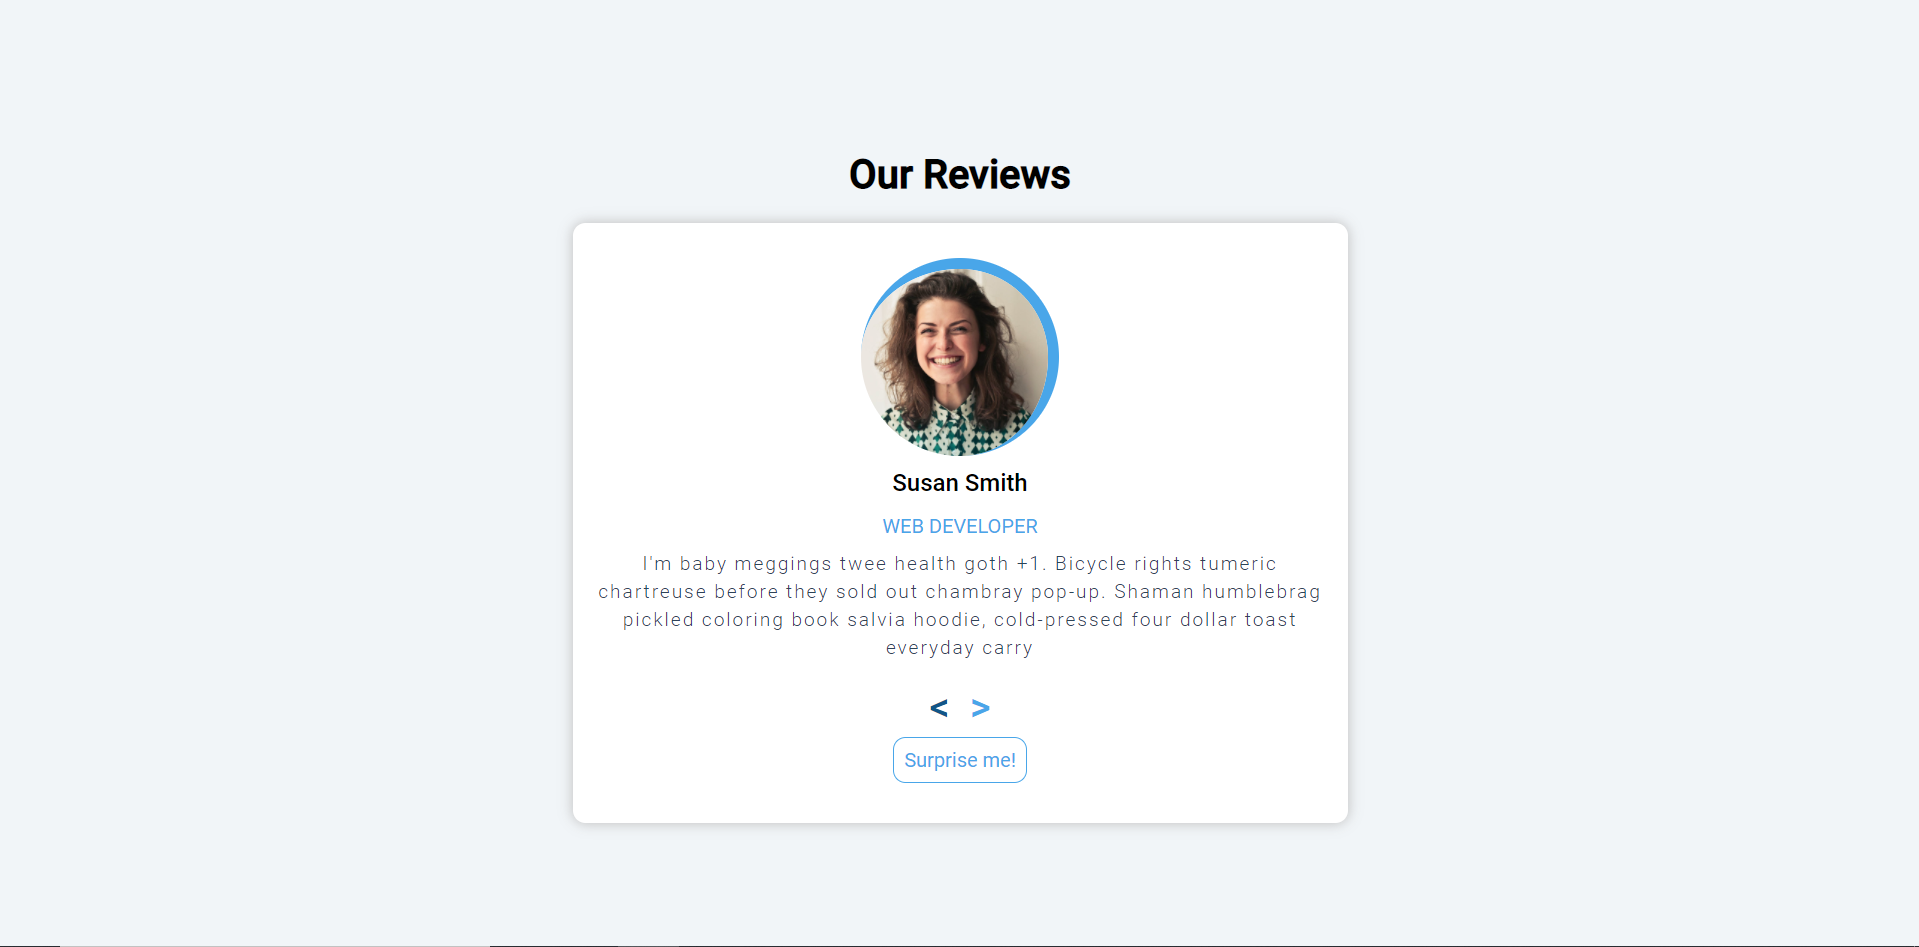 Our Reviews
Susan Smith
WEB DEVELOPER
I'm baby meggings twee health goth +1. Bicycle rights tumeric
chartreuse before they sold out chambray pop-up. Shaman humblebrag
pickled coloring book salvia hoodie, cold-pressed four dollar toast
everyday carry
< >
Surprise me!